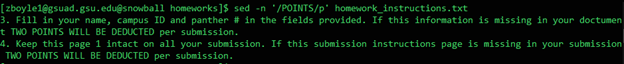 [zboyle1@gsuad.gsu.edu@snowball homeworks]$ sed -n '/POINTS/p' homework_instructions.txt
3. Fill in your name, campus ID and panther # in the fields provided. If this information is missing in your doctumen
t TWO POINTS WILL BE DEDUCTED per submission.
4. Keep this page 1 intact on all your submission. If this submission instructions page is missing in your submission
 TWO POINTS WILL BE DEDUCTED per submission.